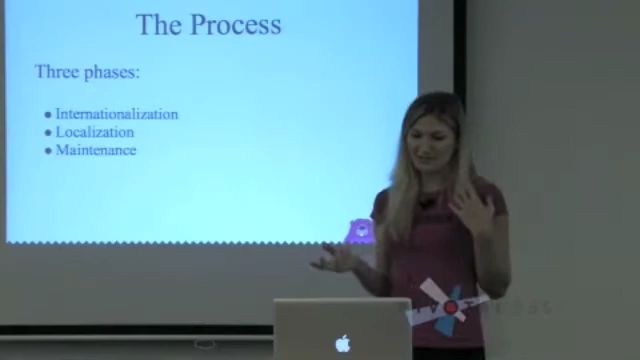 The Process
Three phases:
● Internationalization
● Localization
● Maintenance